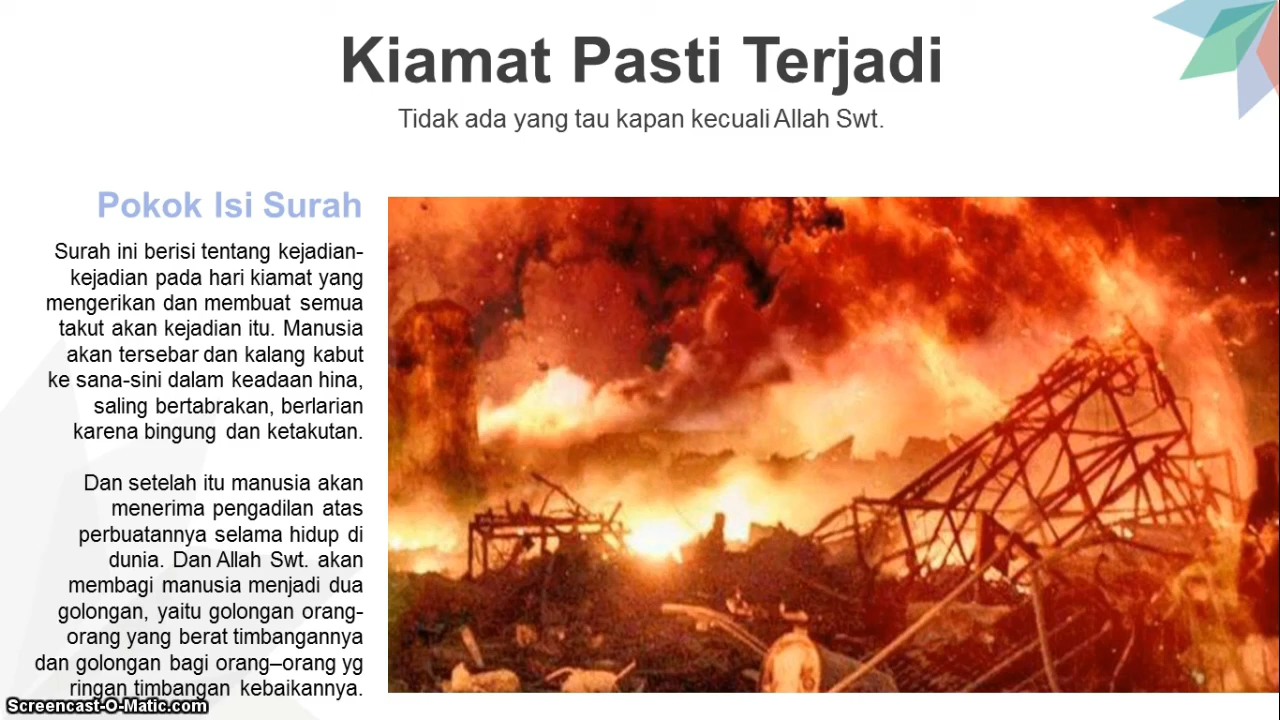 Kiamat Pasti Terjadi
Tidak ada yang tau kapan kecuali Allah Swt.
Pokok Isi Surah
Surah ini berisi tentang kejadian-
kejadian pada hari kiamat yang
mengerikan dan membuat semua
takut akan kejadian itu. Manusia
akan tersebar dan kalang kabut
ke sana-sini dalam keadaan hina,
saling bertabrakan, berlarian
karena bingung dan ketakutan.
Dan setelah itu manusia akan
menerima pengadilan atas
perbuatannya selama hidup di
dunia. Dan Allah Swt. akan
membagi manusia menjadi dua
golongan, yaitu golongan orang-
orang yang berat timbangannya
dan golongan bagi orang–orang yg
ringan timbangan kebaikannya.
Screencast-O-Matic.com